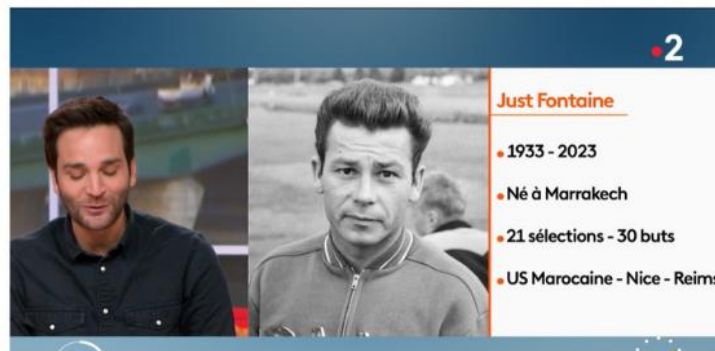 2
Just Fontaine
1933 - 2023
Né à Marrakech
21 sélections - 30 buts
US Marocaine - Nice - Reims